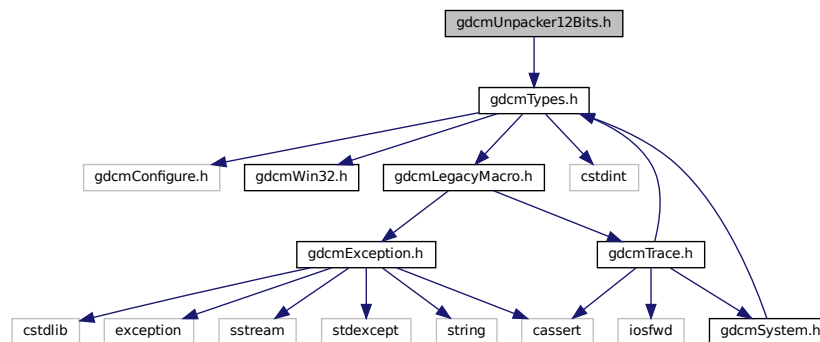 gdcmUnpacker12Bits.h
gdcmTypes.h
gdcmConfigure.h
gdcmWin32.h
gdcmLegacyMacro.h
cstdint
gdcmException.h
gdcmTrace.h
cstdlib
exception
sstream
stdexcept
string
cassert
iosfwd
gdcmSystem.h